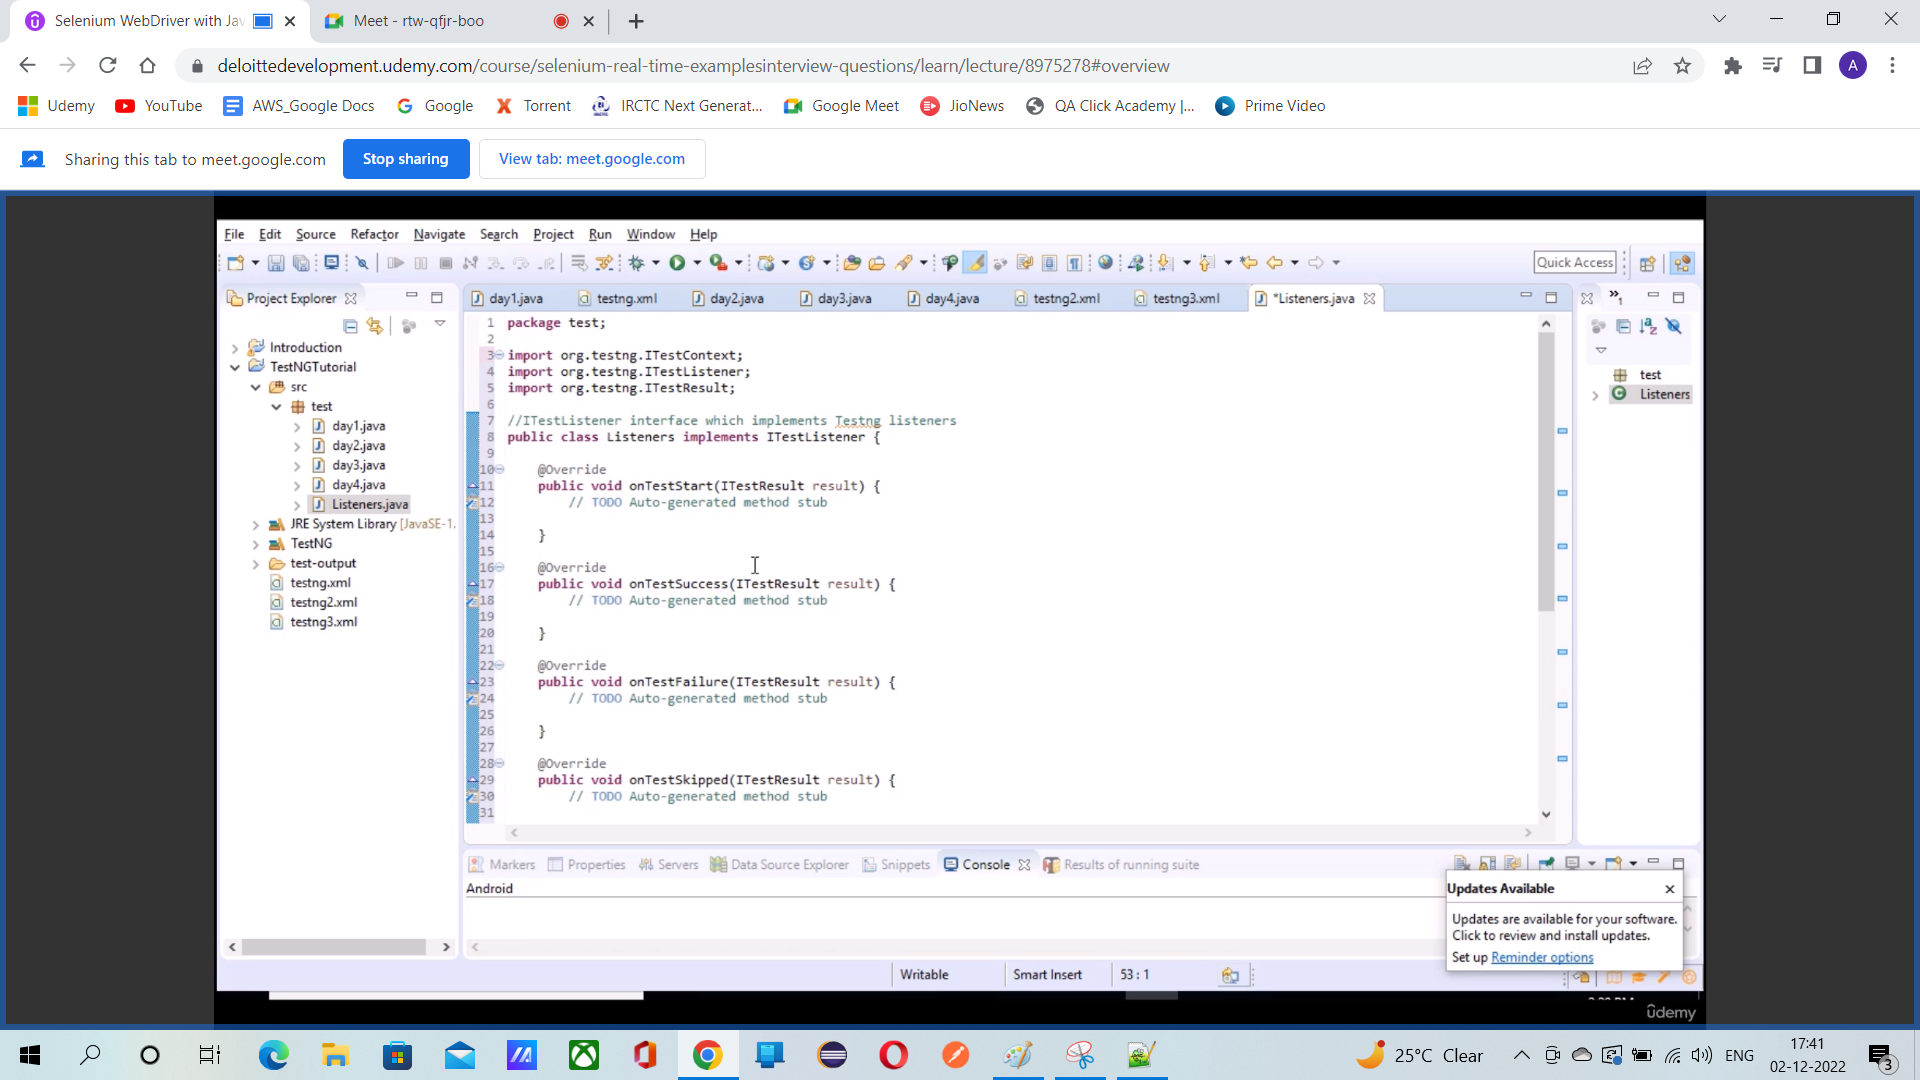 Selenium WebDriver with Jav
Meet - rtw-qfjr-boo
deloittedevelopment.udemy.com/course/selenium-real-time-examplesinterview-questions/learn/lecture/8975278#overview
A
Udemy YouTube AWS_Google Docs Google Torrent IRCTC Next Generat... Google Meet JioNews QA Click Academy |... Prime Video
Sharing this tab to meet.google.com Stop sharing View tab: meet.google.com
File Edit Source Refactor Navigate Search Project Run Window Help
Quick Access
Project Explorer
day1.java testng.xml day2.java day3.java day4.java testng2.xml testng3.xml *Listeners.java
Introduction
TestNGTutorial
src
test
day1.java
day2.java
day3.java
day4.java
Listeners.java
JRE System Library [JavaSE-1.
TestNG
test-output
testng.xml
testng2.xml
testng3.xml
1 package test;
2
3 import org.testng.ITestContext;
4 import org.testng.ITestListener;
5 import org.testng.ITestResult;
6
7 //ITestListener interface which implements Testng listeners
8 public class Listeners implements ITestListener {
9
10 @Override
11 public void onTestStart(ITestResult result) {
12 // TODO Auto-generated method stub
13
14 }
15
16 @Override
17 public void onTestSuccess(ITestResult result) {
18 // TODO Auto-generated method stub
19
20 }
21
22 @Override
23 public void onTestFailure(ITestResult result) {
24 // TODO Auto-generated method stub
25
26 }
27
28 @Override
29 public void onTestSkipped(ITestResult result) {
30 // TODO Auto-generated method stub
31
test
Listeners
Markers Properties Servers Data Source Explorer Snippets Console Results of running suite
Android
Updates Available
Updates are available for your software.
Click to review and install updates.
Set up Reminder options
Writable Smart Insert 53 : 1
ûdemy
25°C Clear
ENG
17:41
02-12-2022
3